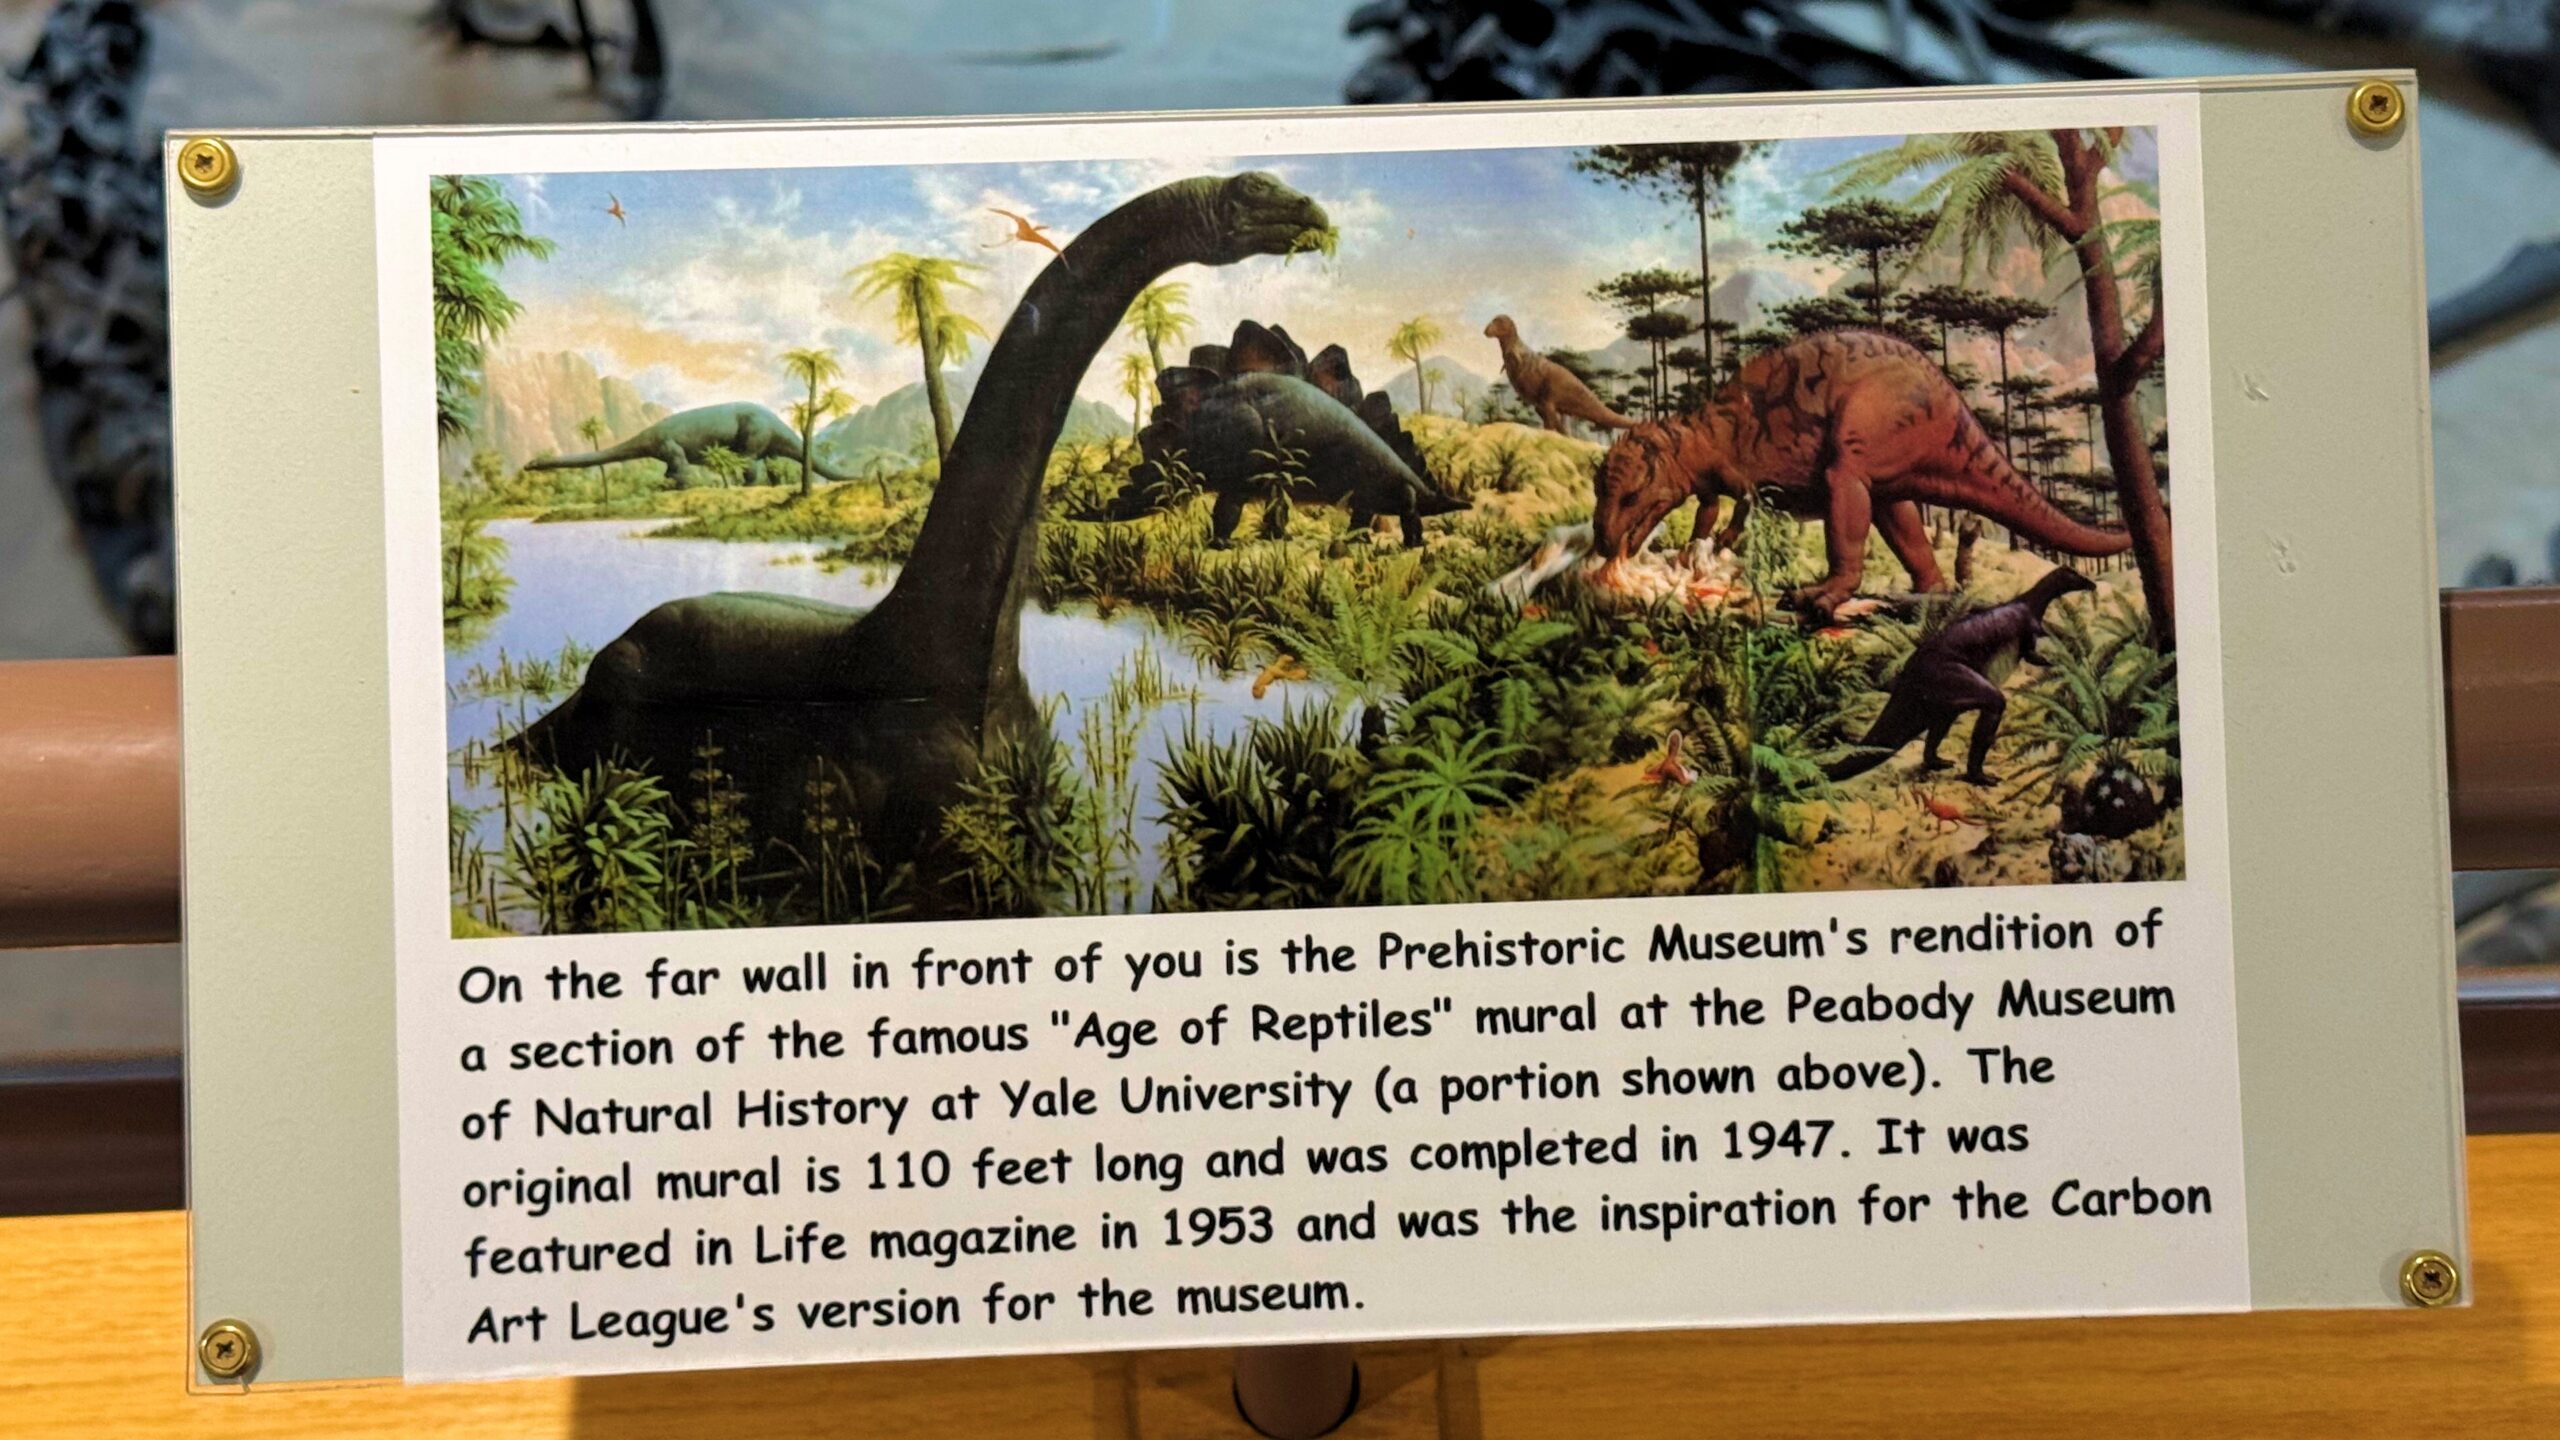 On the far wall in front of you is the Prehistoric Museum's rendition of
a section of the famous "Age of Reptiles" mural at the Peabody Museum
of Natural History at Yale University (a portion shown above). The
original mural is 110 feet long and was completed in 1947. It was
featured in Life magazine in 1953 and was the inspiration for the Carbon
Art League's version for the museum.